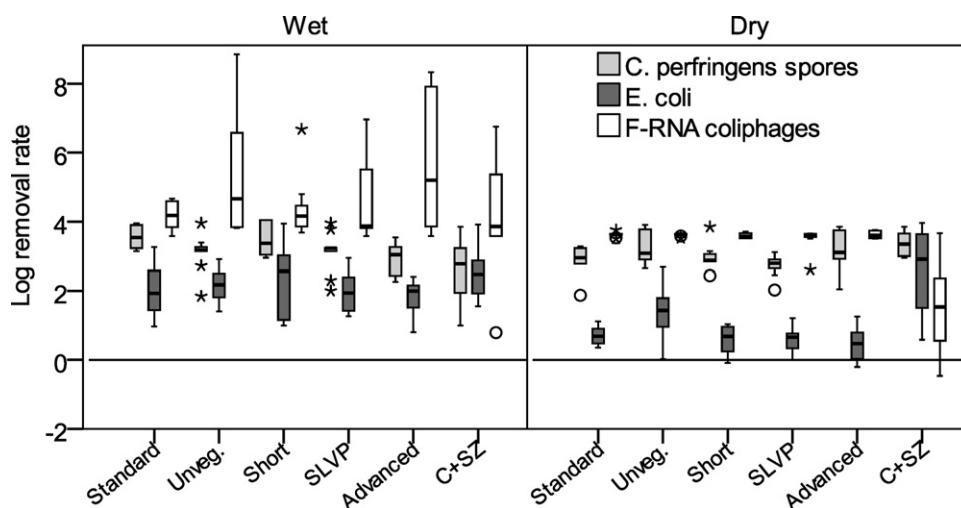 Wet Dry
C. perfringens spores
E. coli
F-RNA coliphages
Log removal rate
8
6
4
2
0
-2
Standard Unveg. Short SLVP Advanced C+SZ Standard Unveg. Short SLVP Advanced C+SZ